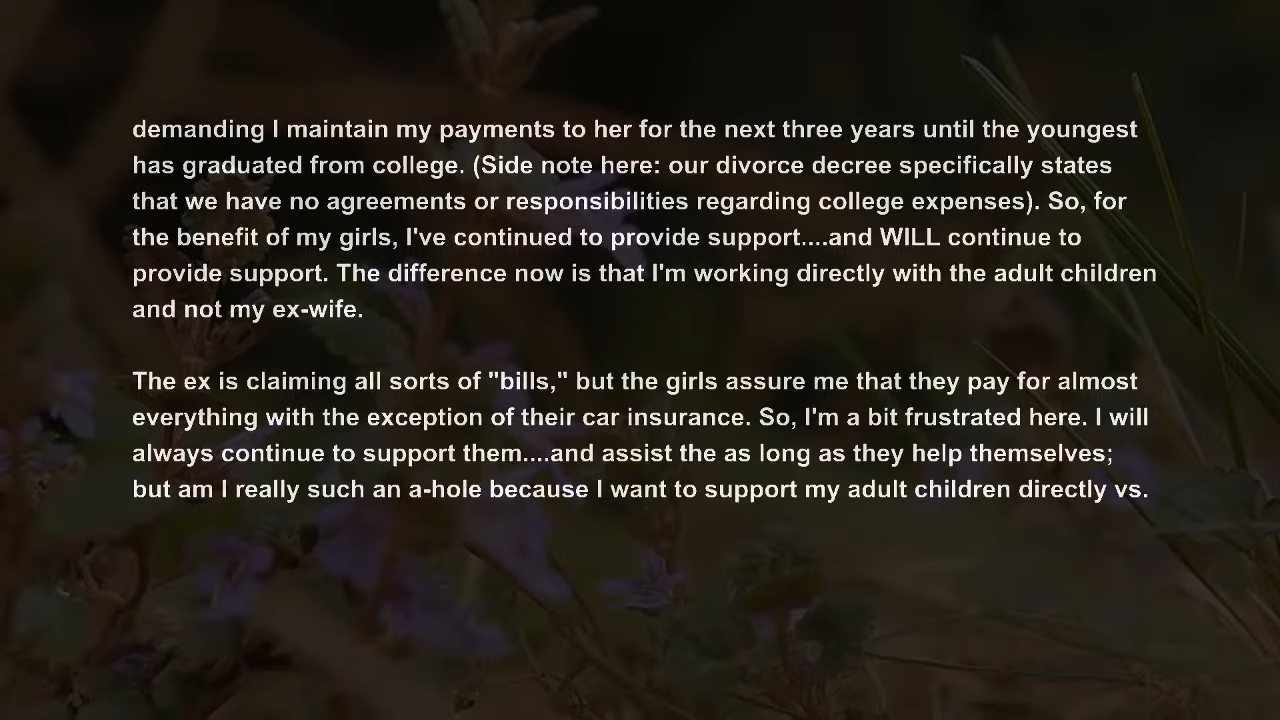 demanding I maintain my payments to her for the next three years until the youngest
has graduated from college. (Side note here: our divorce decree specifically states
that we have no agreements or responsibilities regarding college expenses). So, for
the benefit of my girls, I've continued to provide support....and WILL continue to
provide support. The difference now is that I'm working directly with the adult children
and not my ex-wife.
The ex is claiming all sorts of "bills," but the girls assure me that they pay for almost
everything with the exception of their car insurance. So, I'm a bit frustrated here. I will
always continue to support them....and assist the as long as they help themselves;
but am I really such an a-hole because I want to support my adult children directly vs.